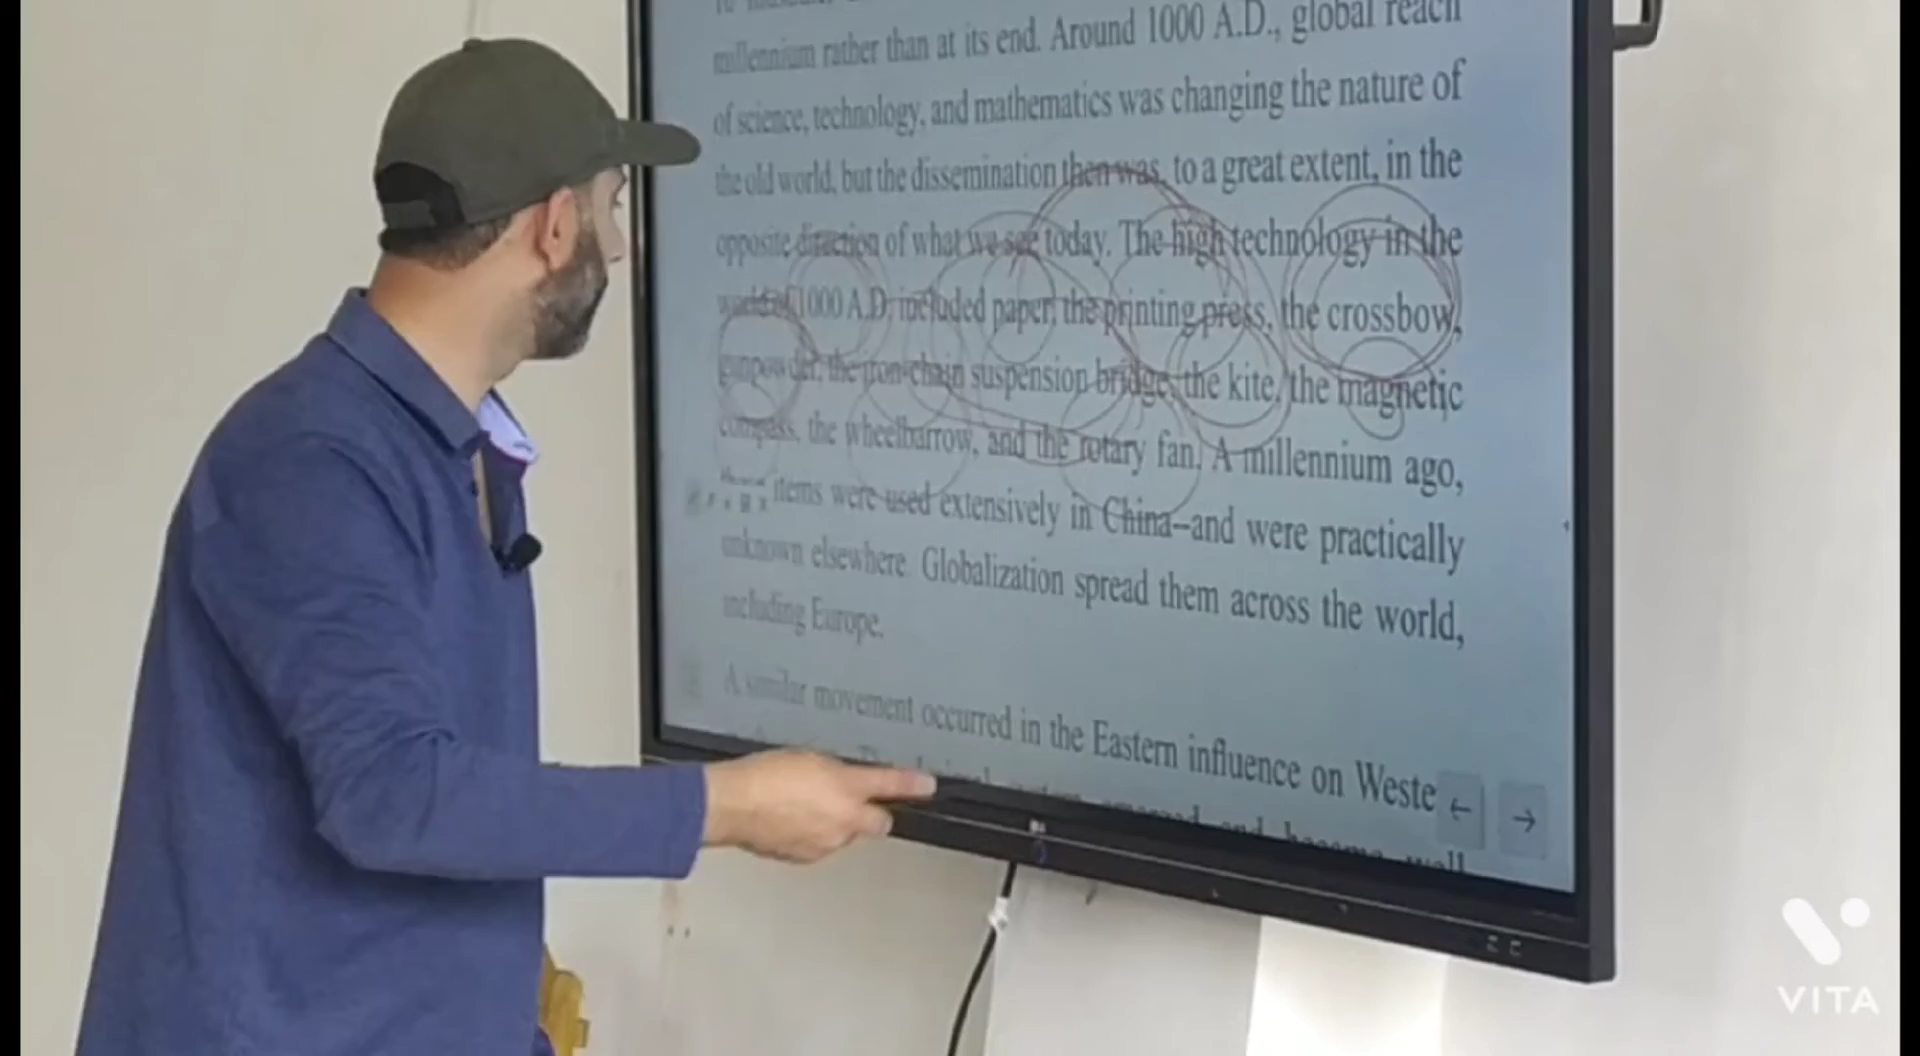 millennium rather than at its end. Around 1000 A.D., global reach
of science, technology, and mathematics was changing the nature of
the old world, but the dissemination then was, to a great extent, in the
opposite direction of what we see today. The high technology in the
world of 1000 A.D. included paper, the printing press, the crossbow,
gunpowder, the iron-chain suspension bridge, the kite, the magnetic
compass, the wheelbarrow, and the rotary fan. A millennium ago,
items were used extensively in China--and were practically
unknown elsewhere. Globalization spread them across the world,
including Europe.
A similar movement occurred in the Eastern influence on Weste
and became well
VITA